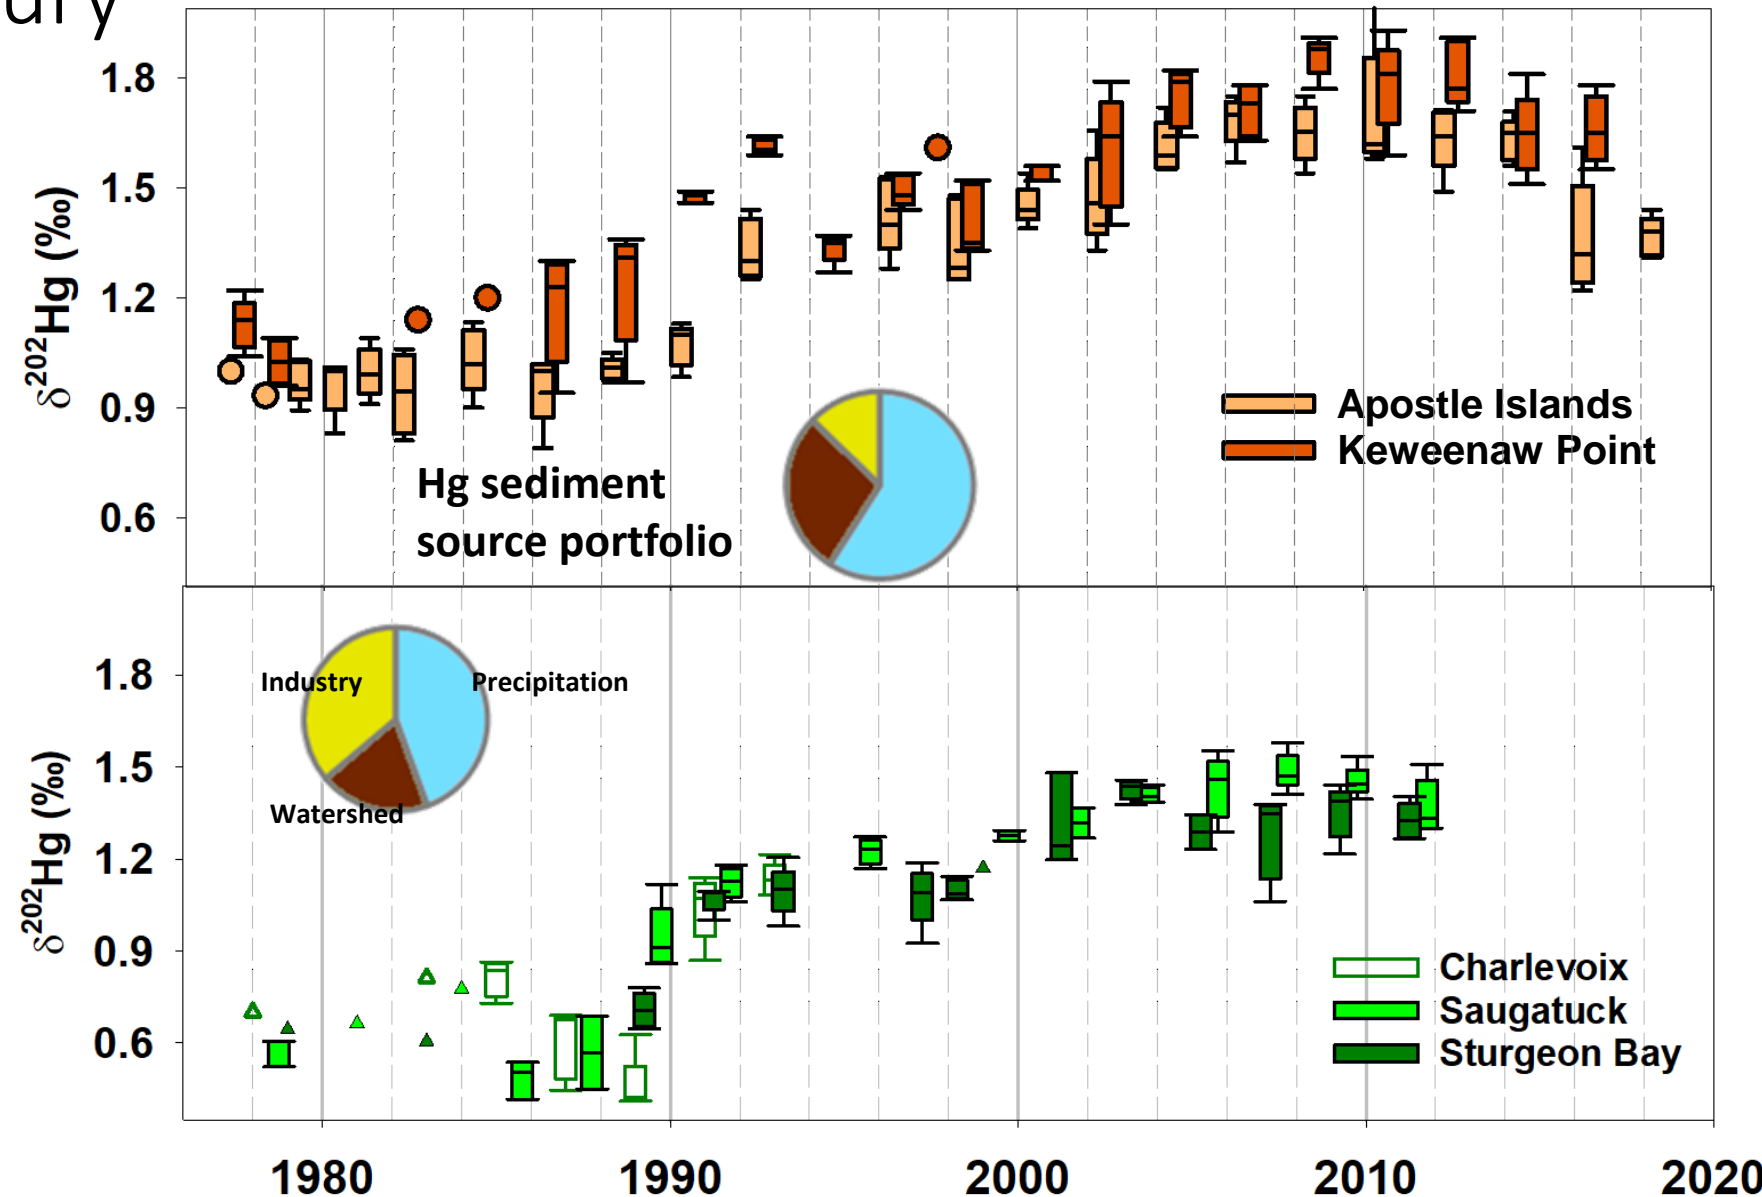 1.8
1.5
1.2
0.9
0.6
δ202Hg (‰)
Apostle Islands
Keweenaw Point
Hg sediment
source portfolio
Industry
Precipitation
Watershed
1.8
1.5
1.2
0.9
0.6
δ202Hg (‰)
Charlevoix
Saugatuck
Sturgeon Bay
1980 1990 2000 2010 2020